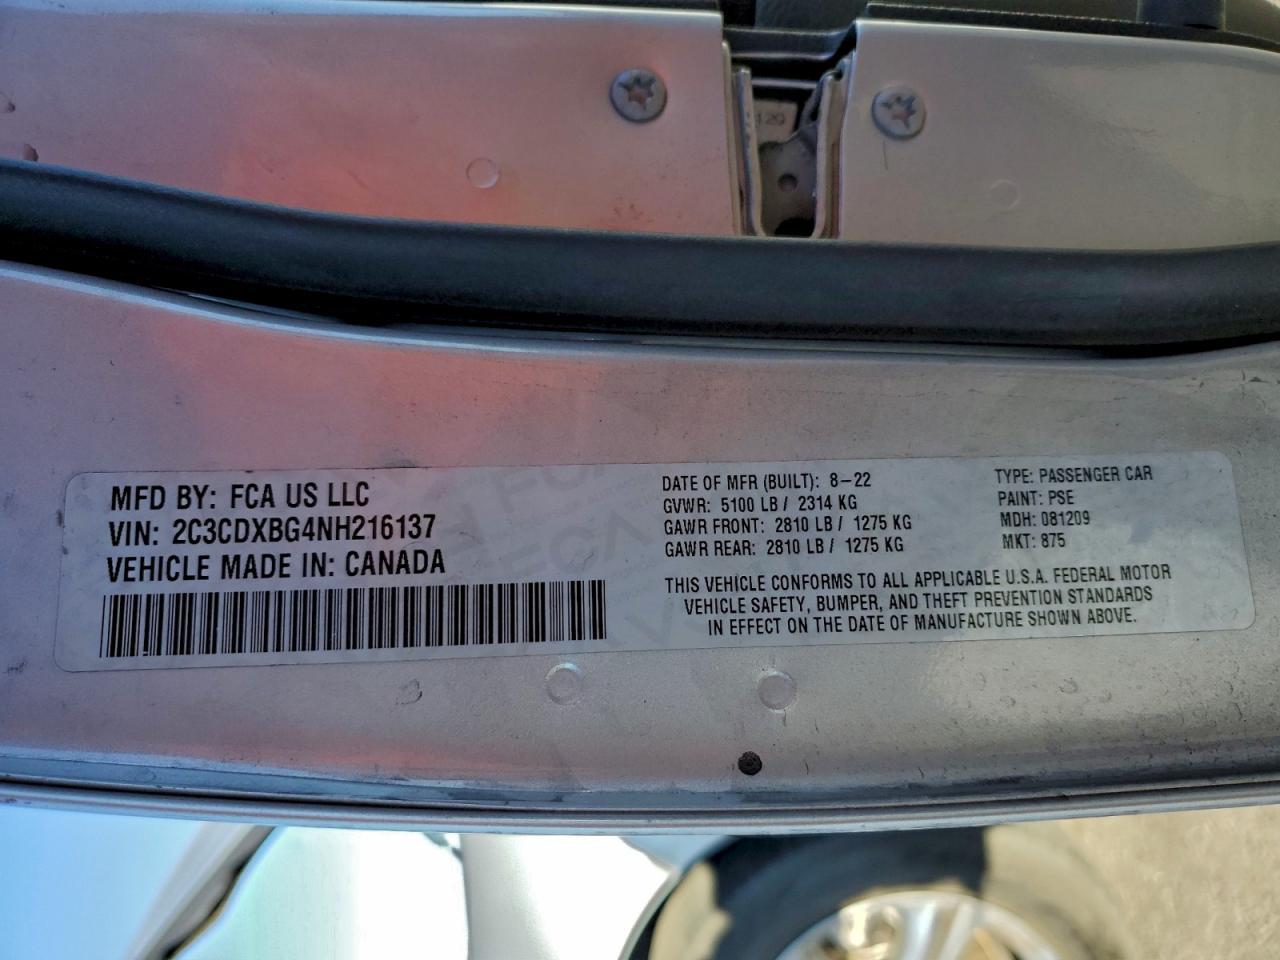 MFD BY: FCA US LLC
VIN: 2C3CDXBG4NH216137
VEHICLE MADE IN: CANADA
DATE OF MFR (BUILT): 8-22
GVWR: 5100 LB / 2314 KG
GAWR FRONT: 2810 LB / 1275 KG
GAWR REAR: 2810 LB / 1275 KG
TYPE: PASSENGER CAR
PAINT: PSE
MDH: 081209
MKT: 875
THIS VEHICLE CONFORMS TO ALL APPLICABLE U.S.A. FEDERAL MOTOR
VEHICLE SAFETY, BUMPER, AND THEFT PREVENTION STANDARDS
IN EFFECT ON THE DATE OF MANUFACTURE SHOWN ABOVE.